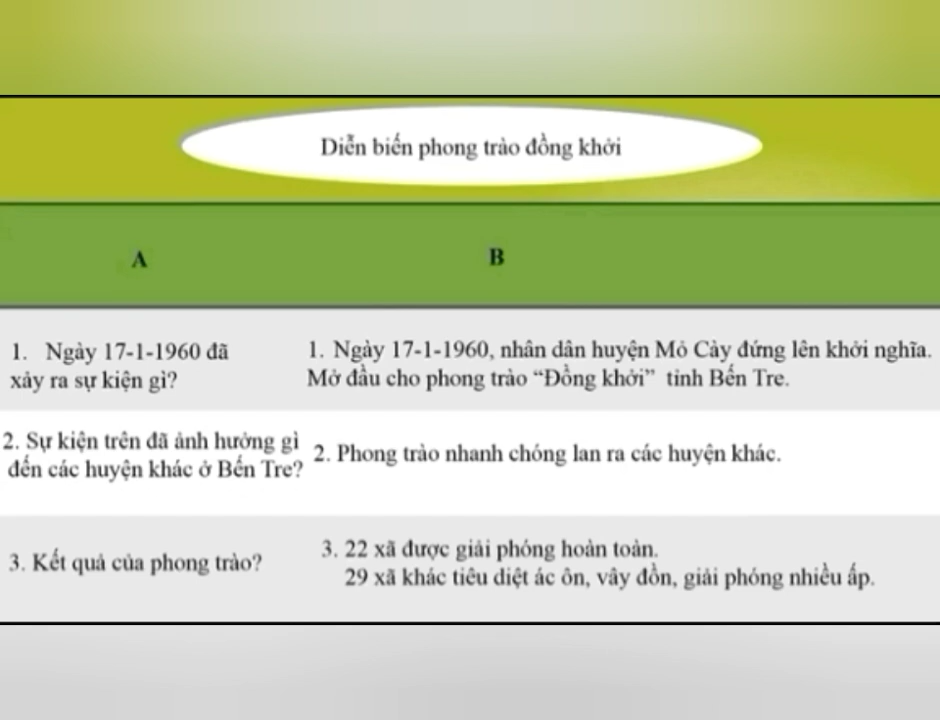 Diễn biến phong trào đồng khởi
A
B
1. Ngày 17-1-1960 đã
xảy ra sự kiện gì?
1. Ngày 17-1-1960, nhân dân huyện Mỏ Cày đứng lên khởi nghĩa.
Mở đầu cho phong trào “Đồng khởi” tỉnh Bến Tre.
2. Sự kiện trên đã ảnh hưởng gì
đến các huyện khác ở Bến Tre?
2. Phong trào nhanh chóng lan ra các huyện khác.
3. Kết quả của phong trào?
3. 22 xã được giải phóng hoàn toàn.
29 xã khác tiêu diệt ác ôn, vây đồn, giải phóng nhiều ấp.